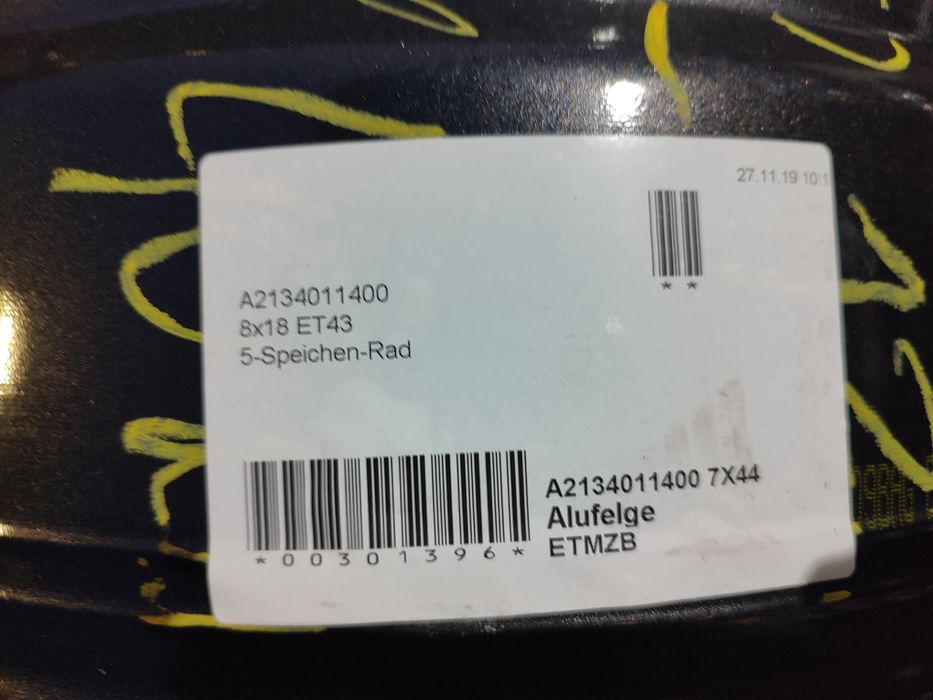 27.11.19 10:1
* *
A2134011400
8x18 ET43
5-Speichen-Rad
*00301396*
A2134011400 7X44
Alufelge
ETMZB